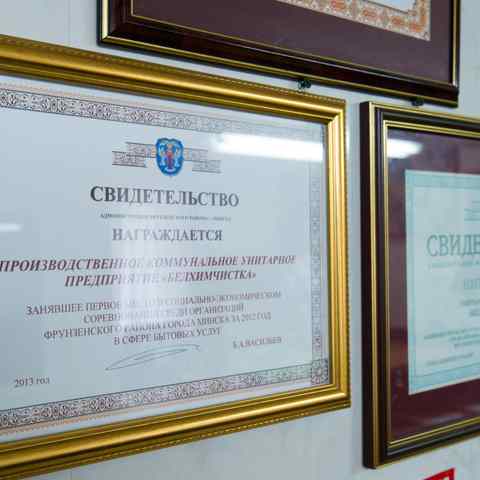 СВИДЕТЕЛЬСТВО
НАГРАЖДАЕТСЯ
ПРОИЗВОДСТВЕННОЕ КОММУНАЛЬНОЕ УНИТАРНОЕ
ПРЕДПРИЯТИЕ «БЕЛХИМЧИСТКА»
ЗАНЯВШЕЕ ПЕРВОЕ МЕСТО В СОЦИАЛЬНО-ЭКОНОМИЧЕСКОМ
СОРЕВНОВАНИИ СРЕДИ ОРГАНИЗАЦИЙ
ФРУНЗЕНСКОГО РАЙОНА ГОРОДА МИНСКА ЗА 2012 ГОД
В СФЕРЕ БЫТОВЫХ УСЛУГ
Б.А.ВАСИЛЬЕВ
2013 год
СВИДЕ